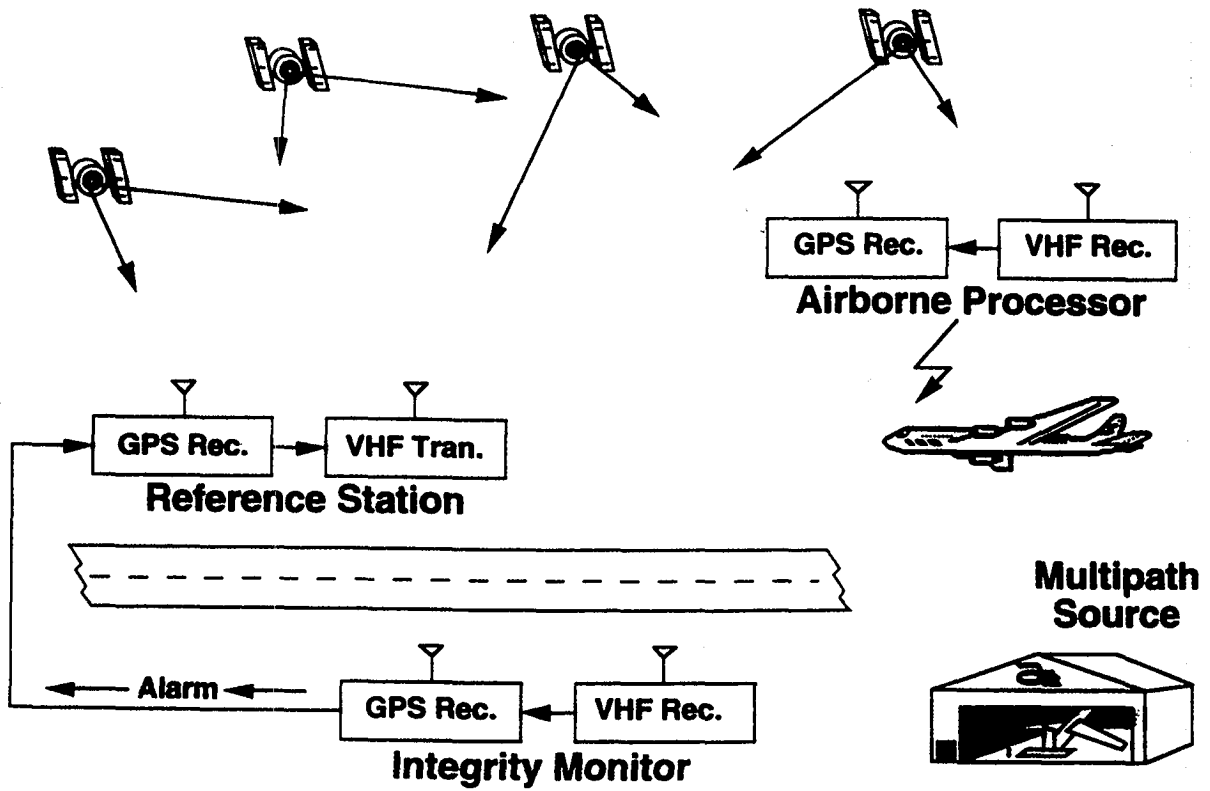 GPS Rec.
VHF Rec.
Airborne Processor
GPS Rec.
VHF Tran.
Reference Station
Multipath
Source
Alarm
GPS Rec.
VHF Rec.
Integrity Monitor